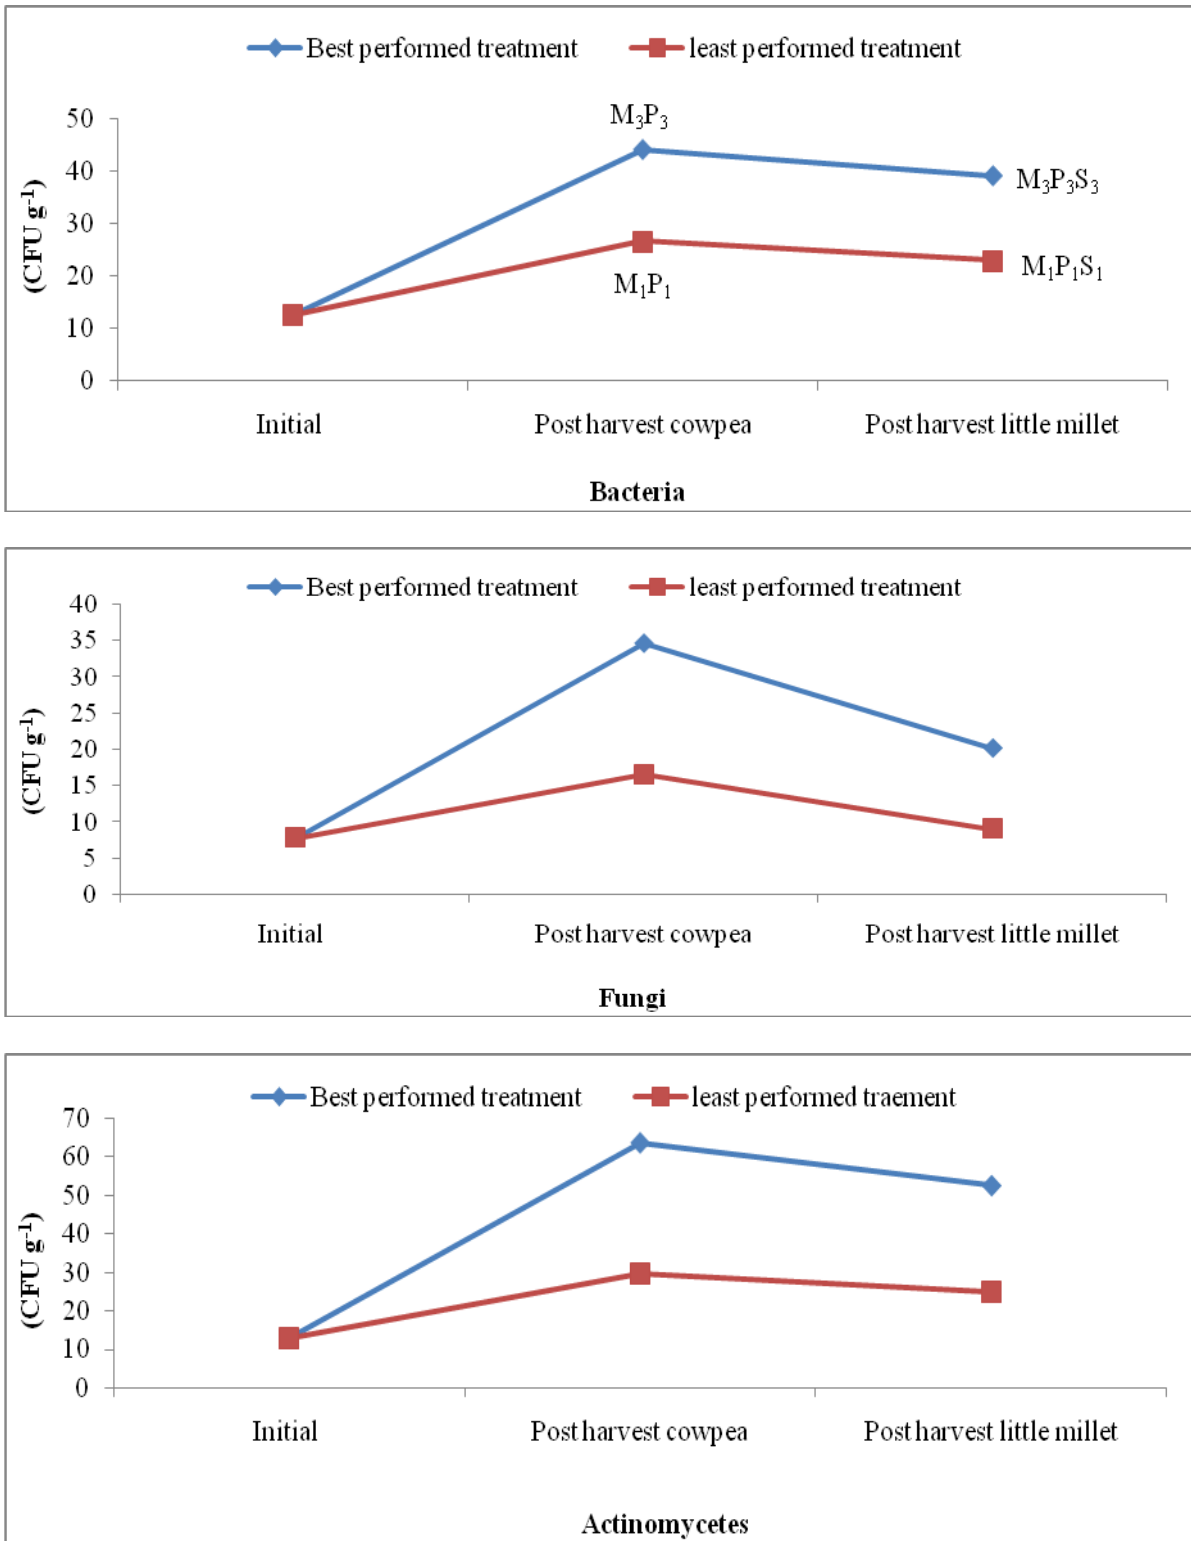 Best performed treatment least performed treatment
50
40
30
20
10
0
(CFU g⁻¹)
M₃P₃
M₃P₃S₃
M₁P₁
M₁P₁S₁
Initial Post harvest cowpea Post harvest little millet
Bacteria
Best performed treatment least performed treatment
40
35
30
25
20
15
10
5
0
(CFU g⁻¹)
Initial Post harvest cowpea Post harvest little millet
Fungi
Best performed treatment least performed traement
70
60
50
40
30
20
10
0
(CFU g⁻¹)
Initial Post harvest cowpea Post harvest little millet
Actinomycetes